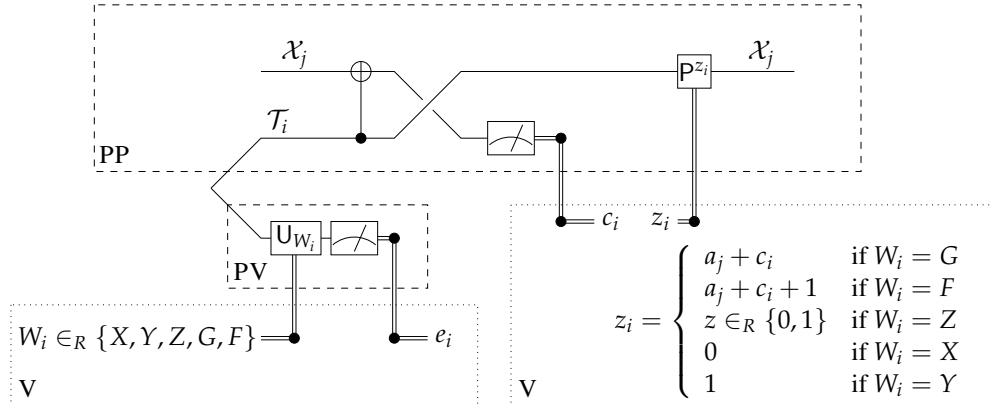 𝒳_j
𝒳_j
P^{z_i}
𝒯_i
PP
c_i
z_i
U_{W_i}
PV
z_i = { a_j + c_i if W_i = G
a_j + c_i + 1 if W_i = F
z ∈_R {0,1} if W_i = Z
0 if W_i = X
1 if W_i = Y
W_i ∈_R {X,Y,Z,G,F}
e_i
V
V